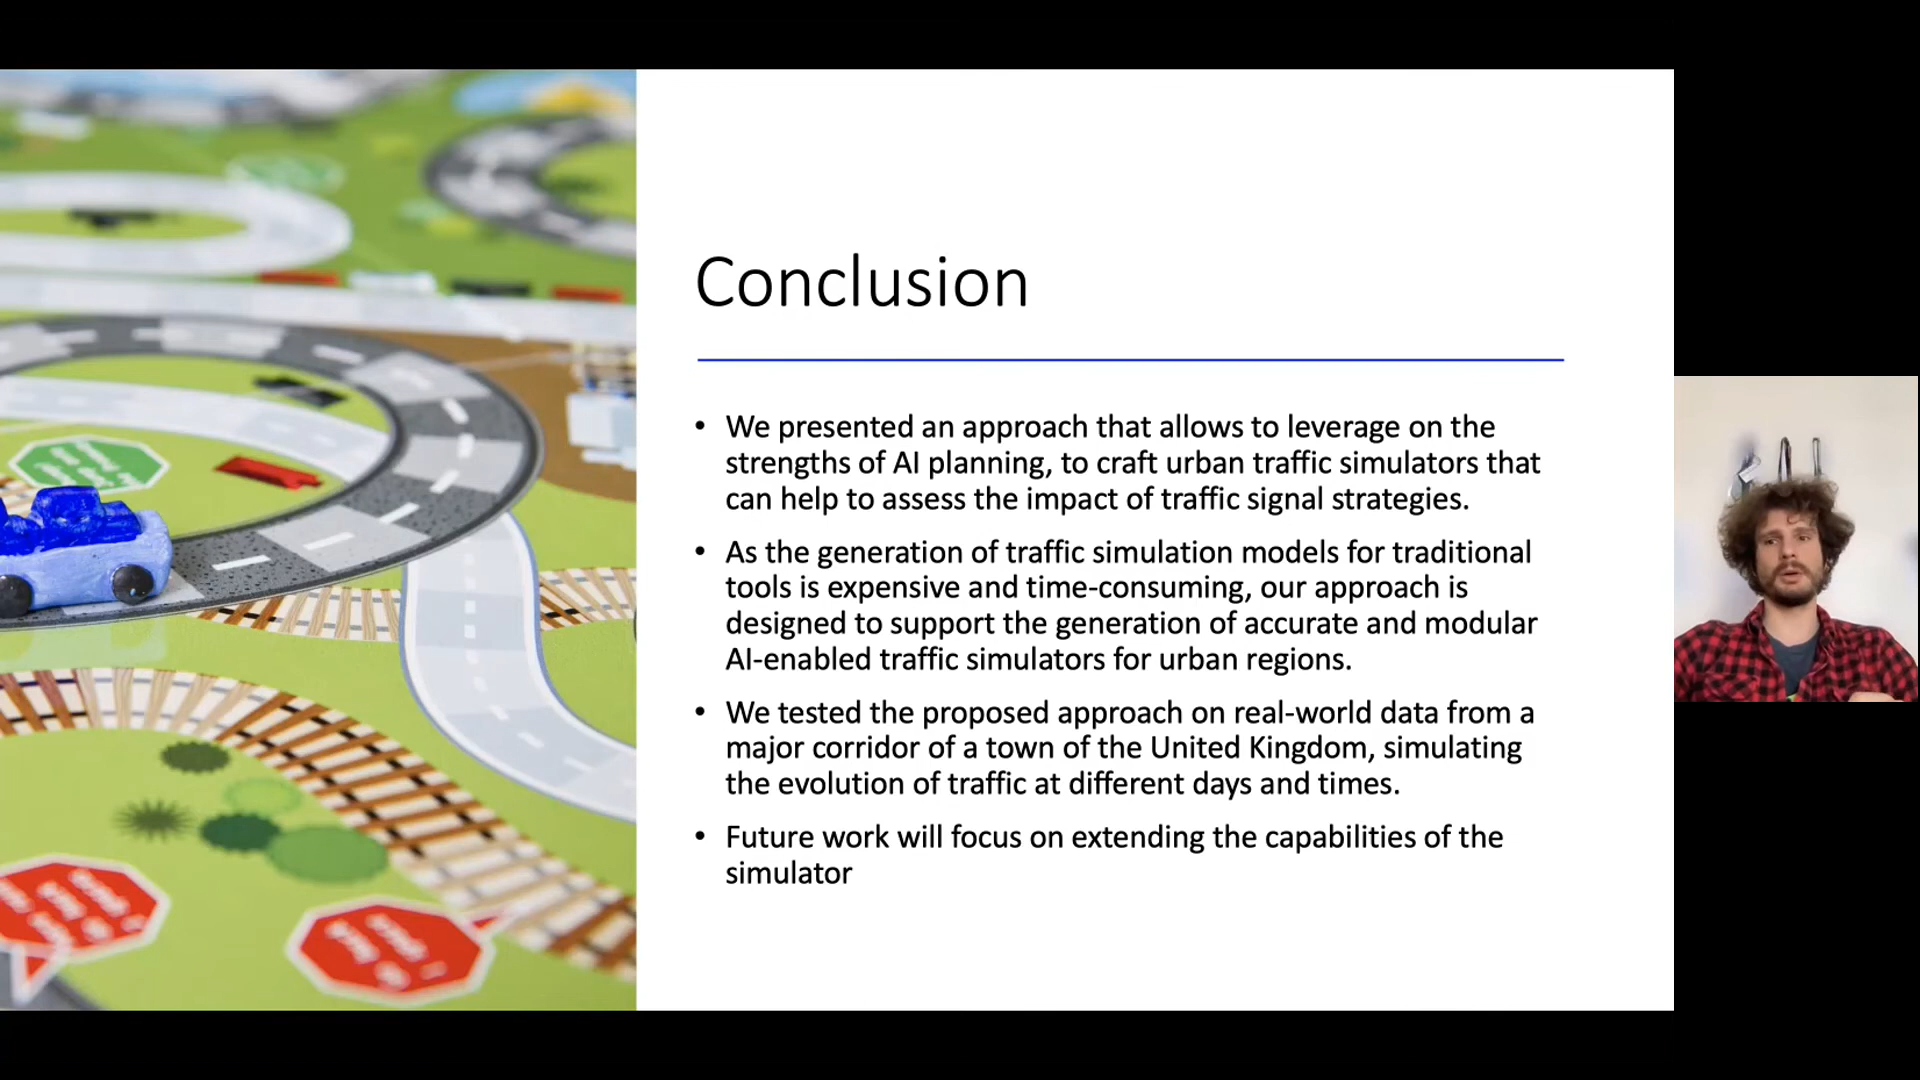 Conclusion
• We presented an approach that allows to leverage on the
strengths of AI planning, to craft urban traffic simulators that
can help to assess the impact of traffic signal strategies.
• As the generation of traffic simulation models for traditional
tools is expensive and time-consuming, our approach is
designed to support the generation of accurate and modular
AI-enabled traffic simulators for urban regions.
• We tested the proposed approach on real-world data from a
major corridor of a town of the United Kingdom, simulating
the evolution of traffic at different days and times.
• Future work will focus on extending the capabilities of the
simulator